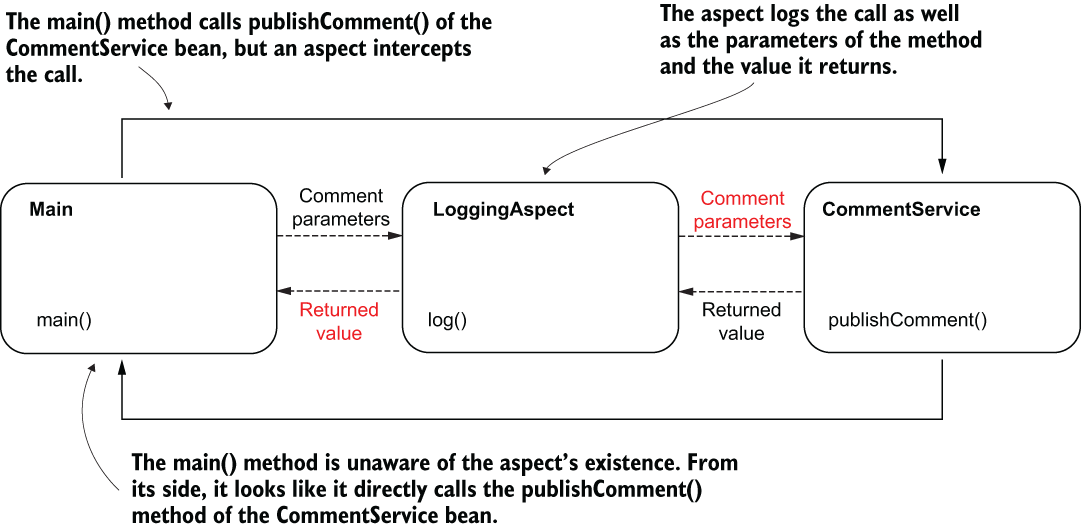 The main() method calls publishComment() of the
CommentService bean, but an aspect intercepts
the call.
The aspect logs the call as well
as the parameters of the method
and the value it returns.
Main
main()
Comment
parameters
Returned
value
LoggingAspect
log()
Comment
parameters
Returned
value
CommentService
publishComment()
The main() method is unaware of the aspect's existence. From
its side, it looks like it directly calls the publishComment()
method of the CommentService bean.